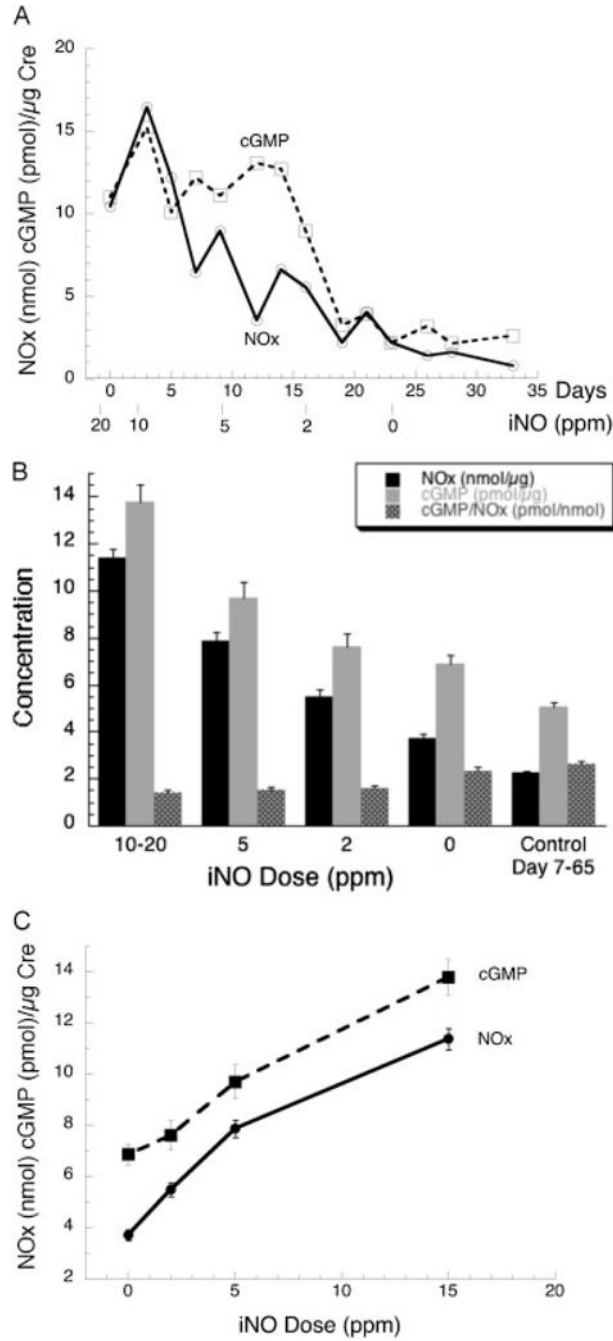 A
NOx (nmol) cGMP (pmol)/µg Cre
20
15
10
5
0
cGMP
NOx
0 5 10 15 20 25 30 35 Days
20 10 5 2 0 iNO (ppm)
B
NOx (nmol/µg)
cGMP (pmol/µg)
cGMP/NOx (pmol/nmol)
Concentration
14
12
10
8
6
4
2
0
10-20 5 2 0 Control
Day 7-65
iNO Dose (ppm)
C
NOx (nmol) cGMP (pmol)/µg Cre
14
12
10
8
6
4
2
cGMP
NOx
0 5 10 15 20
iNO Dose (ppm)